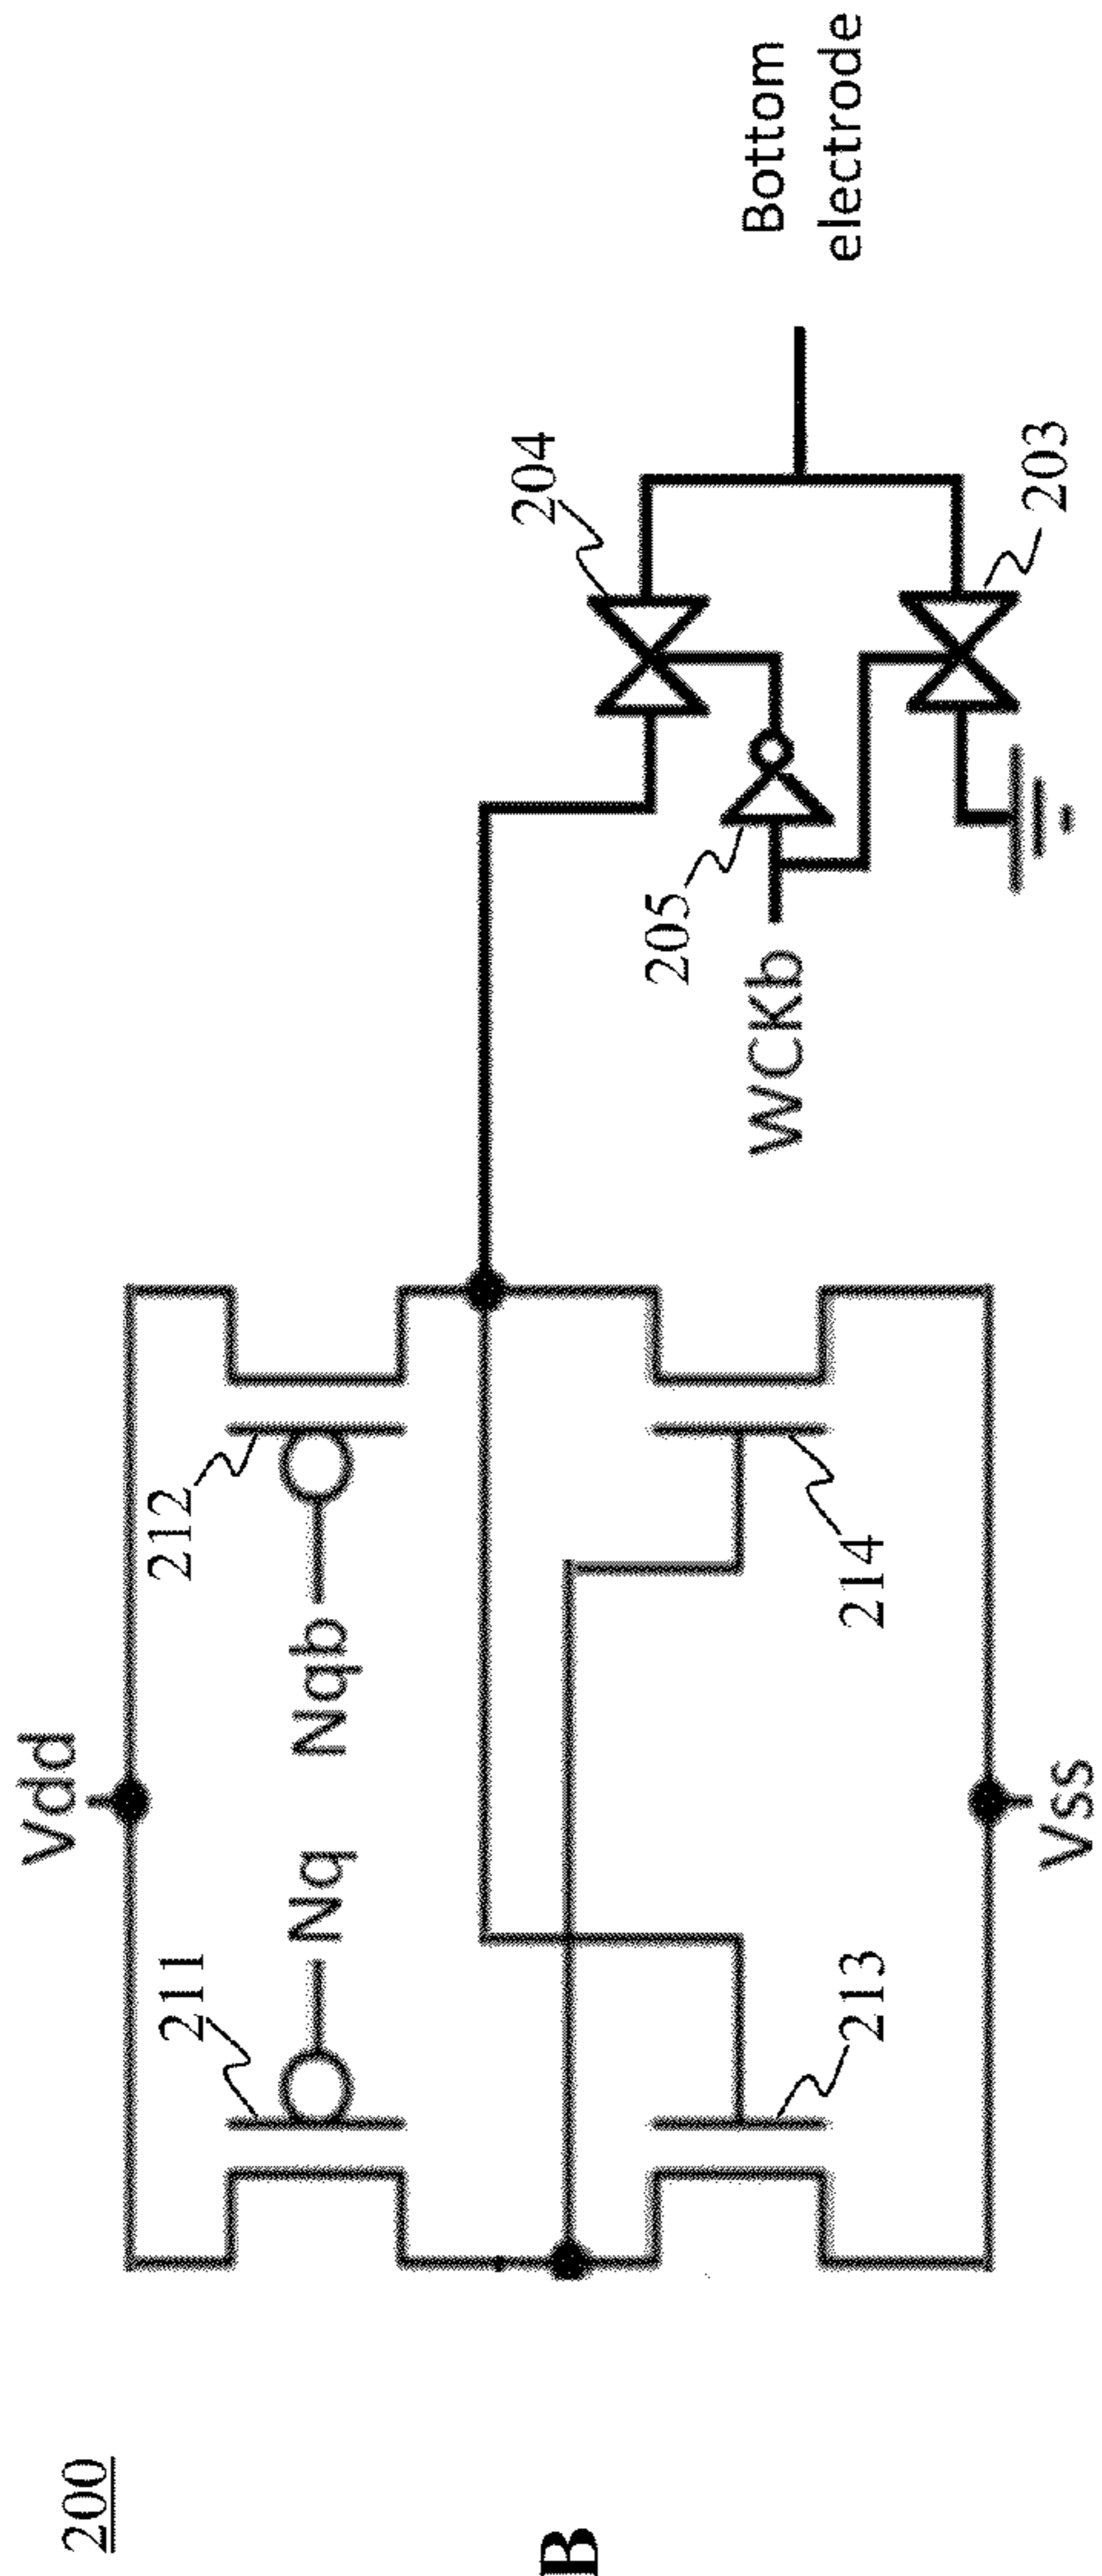 200
B
Vdd
211
Nq
Nqb
212
213
214
Vss
204
205
WCKb
203
Bottom
electrode